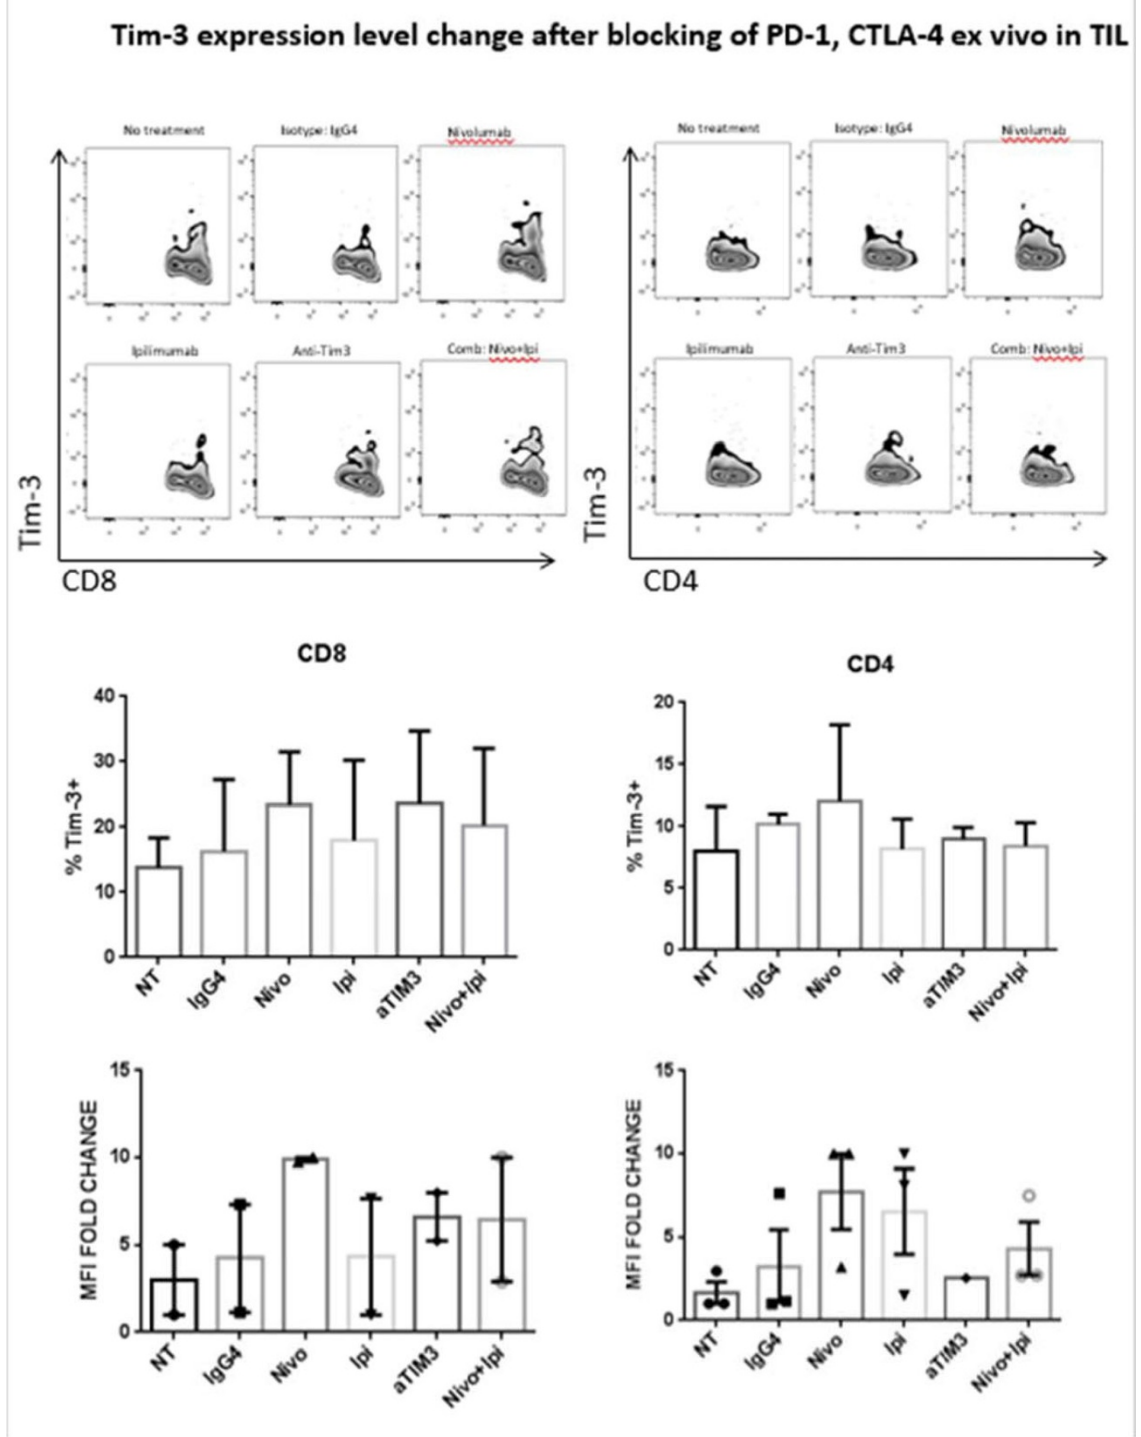 Tim-3 expression level change after blocking of PD-1, CTLA-4 ex vivo in TIL
No treatment
Isotype: IgG4
Nivolumab
Ipilimumab
Anti-Tim3
Comb: Nivo+Ipi
Tim-3
CD8
No treatment
Isotype: IgG4
Nivolumab
Ipilimumab
Anti-Tim3
Comb: Nivo+Ipi
Tim-3
CD4
CD8
% Tim-3+
40
30
20
10
0
NT
IgG4
Nivo
Ipi
aTIM3
Nivo+Ipi
CD4
% Tim-3+
20
15
10
5
0
NT
IgG4
Nivo
Ipi
aTIM3
Nivo+Ipi
MFI FOLD CHANGE
15
10
5
0
NT
IgG4
Nivo
Ipi
aTIM3
Nivo+Ipi
MFI FOLD CHANGE
15
10
5
0
NT
IgG4
Nivo
Ipi
aTIM3
Nivo+Ipi